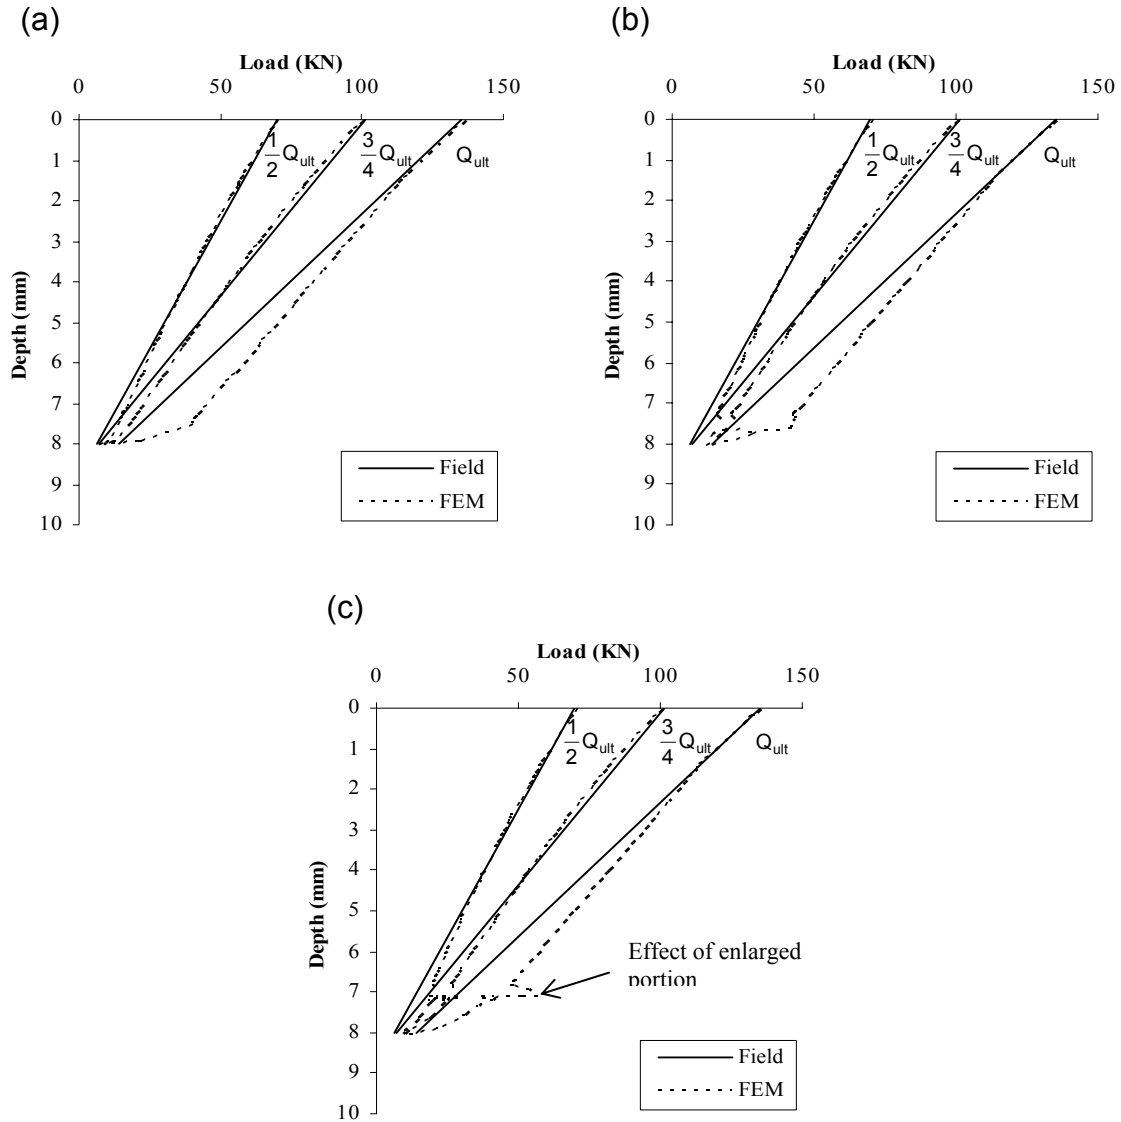 (a)
Load (KN)
0 50 100 150
0
1
2
3
4
5
6
7
8
9
10
Depth (mm)
1/2 Qult
3/4 Qult
Qult
Field
FEM
(b)
Load (KN)
0 50 100 150
0
1
2
3
4
5
6
7
8
9
10
Depth (mm)
1/2 Qult
3/4 Qult
Qult
Field
FEM
(c)
Load (KN)
0 50 100 150
0
1
2
3
4
5
6
7
8
9
10
Depth (mm)
1/2 Qult
3/4 Qult
Qult
Effect of enlarged
portion
Field
FEM